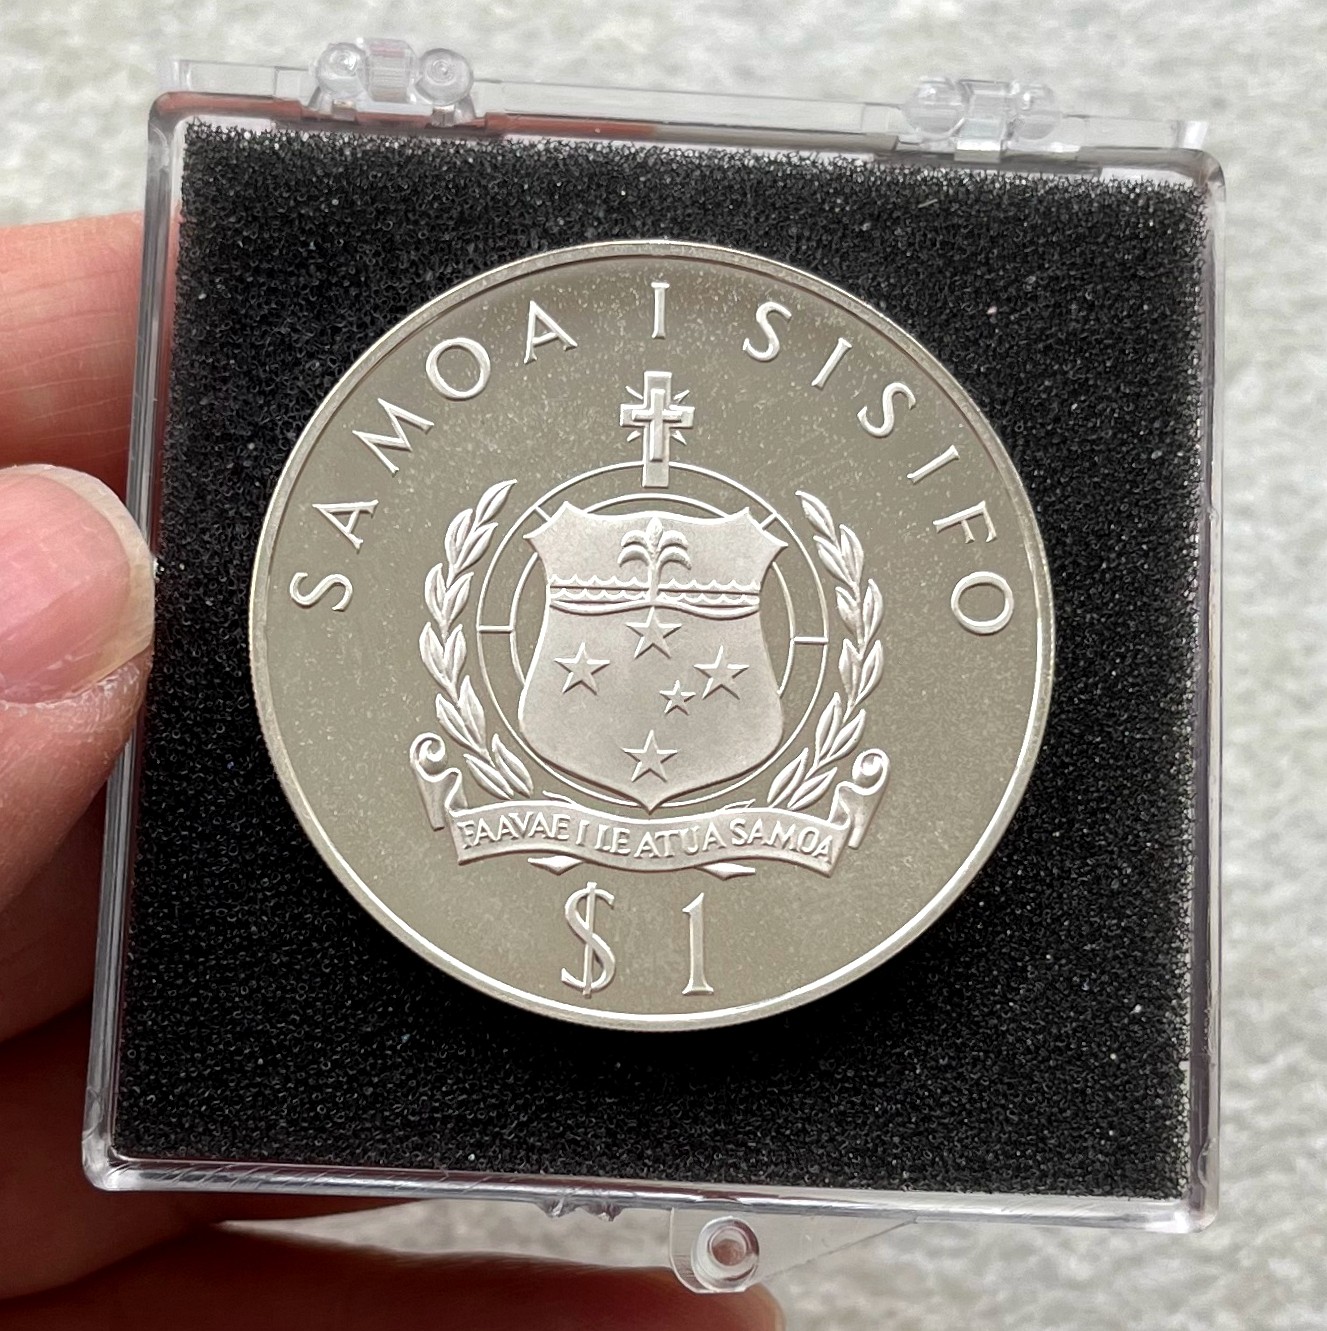 SAMOA I SISIFO
FAAVAE I LE ATUA SAMOA
$ 1